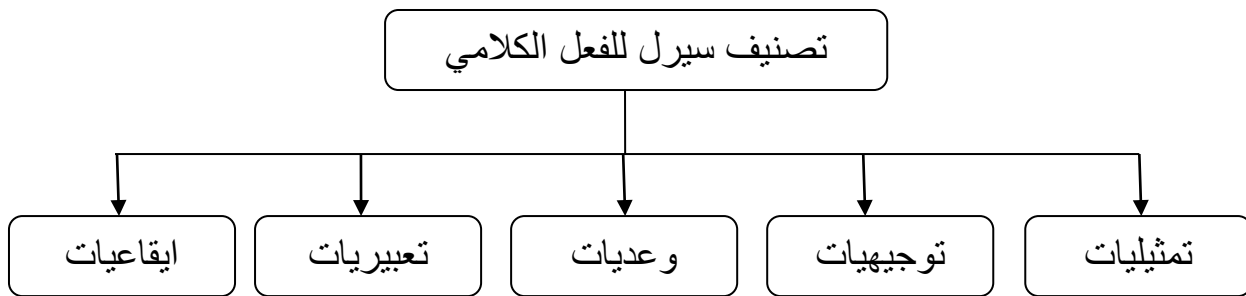 تصنيف سيرل للفعل الكلامي
تمثيليات
توجيهيات
وعديات
تعبيريات
ايقاعيات